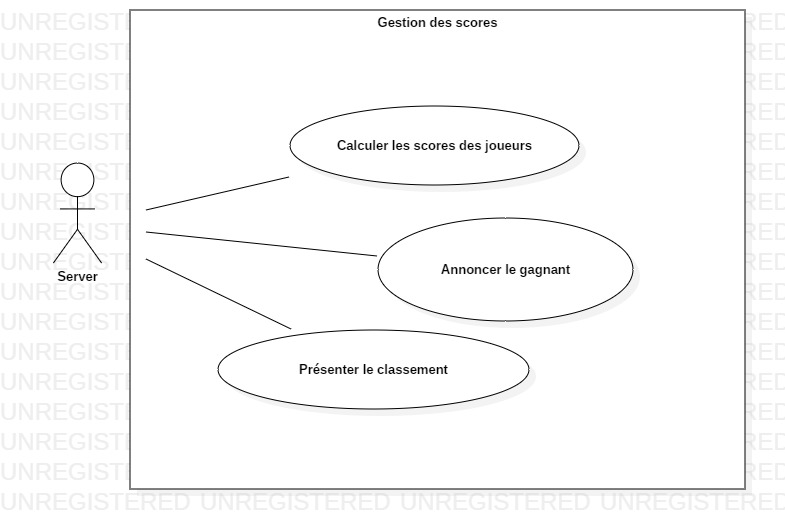 Gestion des scores
Calculer les scores des joueurs
Server
Annoncer le gagnant
Présenter le classement
UNREGISTERED UNREGISTERED UNREGISTERED UNREGISTERED